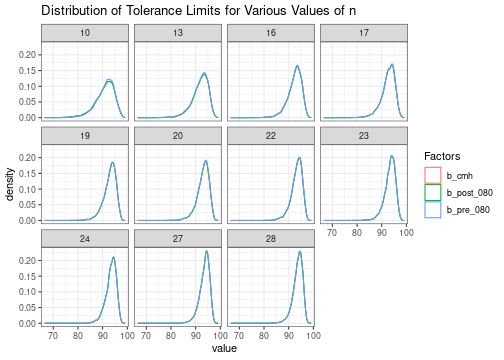 Distribution of Tolerance Limits for Various Values of n
10 13 16 17
0.20
0.15
0.10
0.05
0.00
19 20 22 23
0.20
0.15
0.10
0.05
0.00
70 80 90 100
24 27 28
0.20
0.15
0.10
0.05
0.00
70 80 90 100 70 80 90 100 70 80 90 100
value
density
Factors
b_cmh
b_post_080
b_pre_080